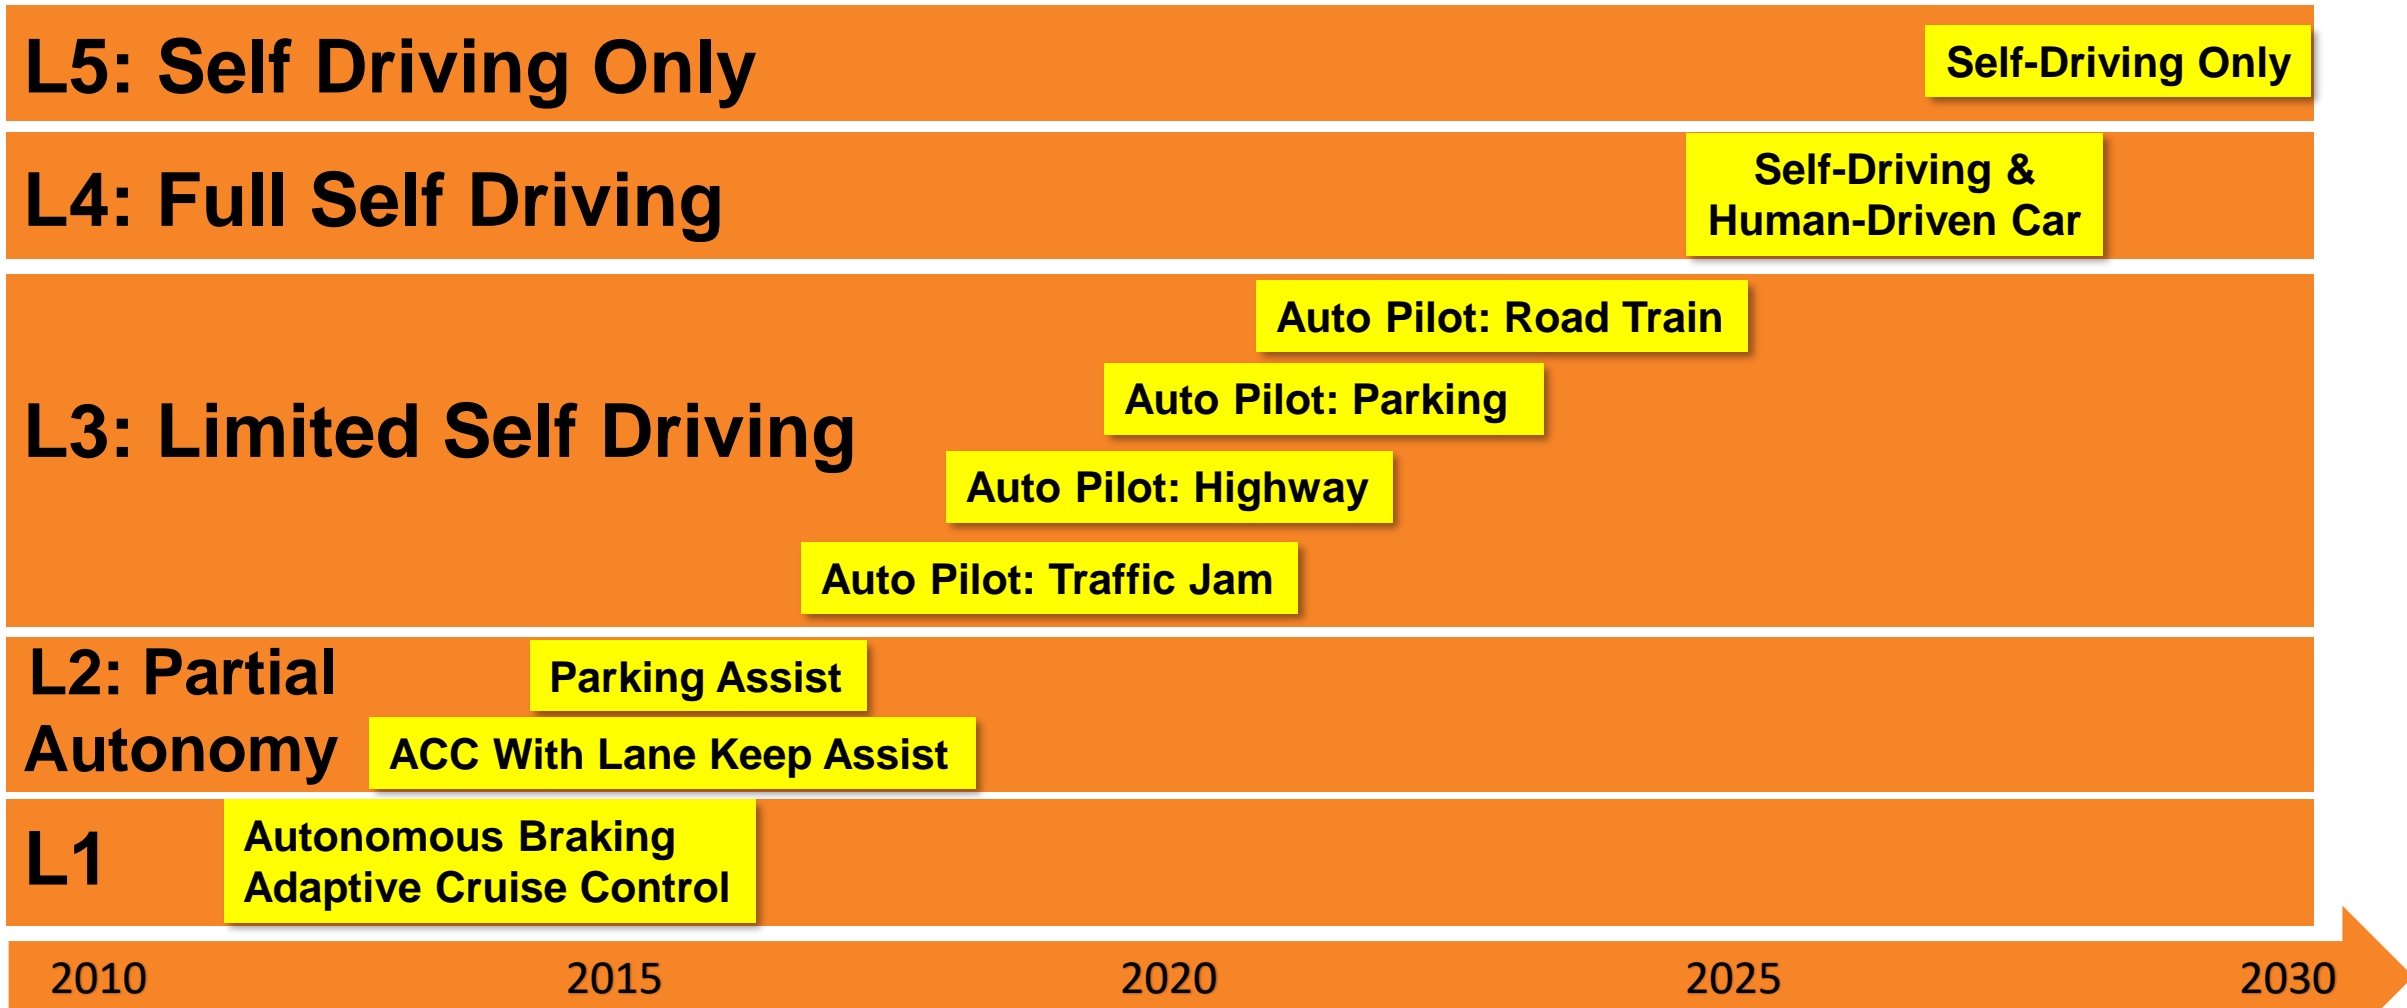 L5: Self Driving Only
Self-Driving Only
L4: Full Self Driving
Self-Driving &
Human-Driven Car
L3: Limited Self Driving
Auto Pilot: Road Train
Auto Pilot: Parking
Auto Pilot: Highway
Auto Pilot: Traffic Jam
L2: Partial
Autonomy
Parking Assist
ACC With Lane Keep Assist
L1
Autonomous Braking
Adaptive Cruise Control
2010 2015 2020 2025 2030